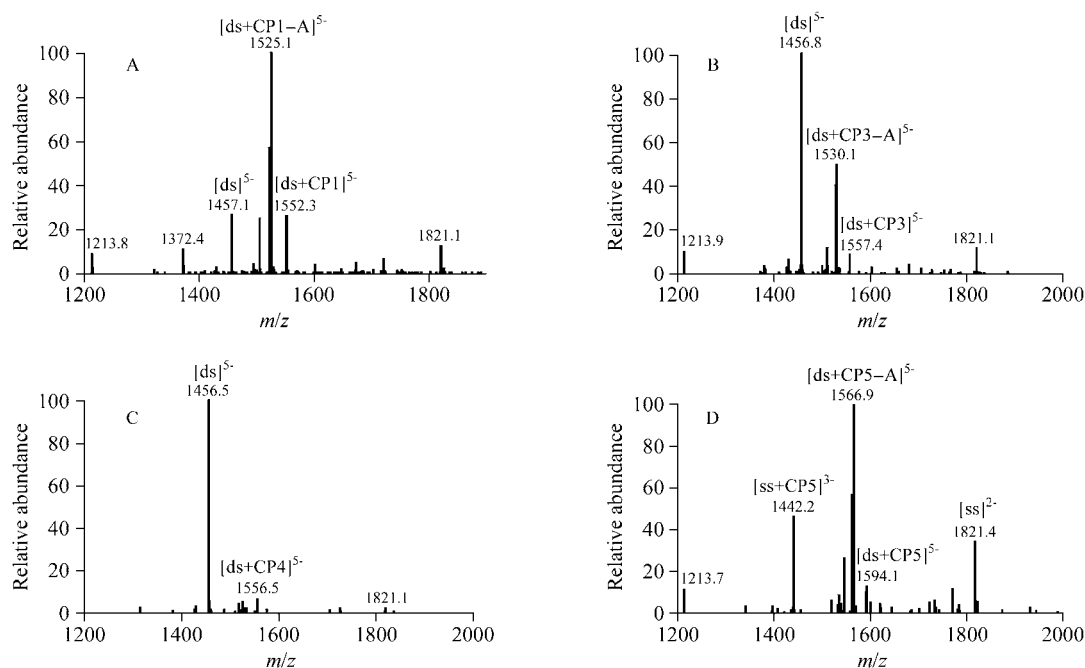 [ds+CP1−A]⁵⁻
1525.1
100
A
80
60
[ds]⁵⁻
1457.1
[ds+CP1]⁵⁻
1552.3
40
20
1213.8
1372.4
1821.1
0
1200
1400
1600
1800
m/z
Relative abundance
[ds]⁵⁻
1456.8
100
B
80
[ds+CP3−A]⁵⁻
1530.1
60
40
[ds+CP3]⁵⁻
1557.4
20
1213.9
1821.1
0
1200
1400
1600
1800
2000
m/z
Relative abundance
[ds]⁵⁻
1456.5
100
C
80
60
40
[ds+CP4]⁵⁻
1556.5
20
1821.1
0
1200
1400
1600
1800
2000
m/z
Relative abundance
[ds+CP5−A]⁵⁻
1566.9
100
D
80
[ss+CP5]³⁻
1442.2
60
[ss]²⁻
1821.4
40
[ds+CP5]⁵⁻
1594.1
20
1213.7
0
1200
1400
1600
1800
2000
m/z
Relative abundance